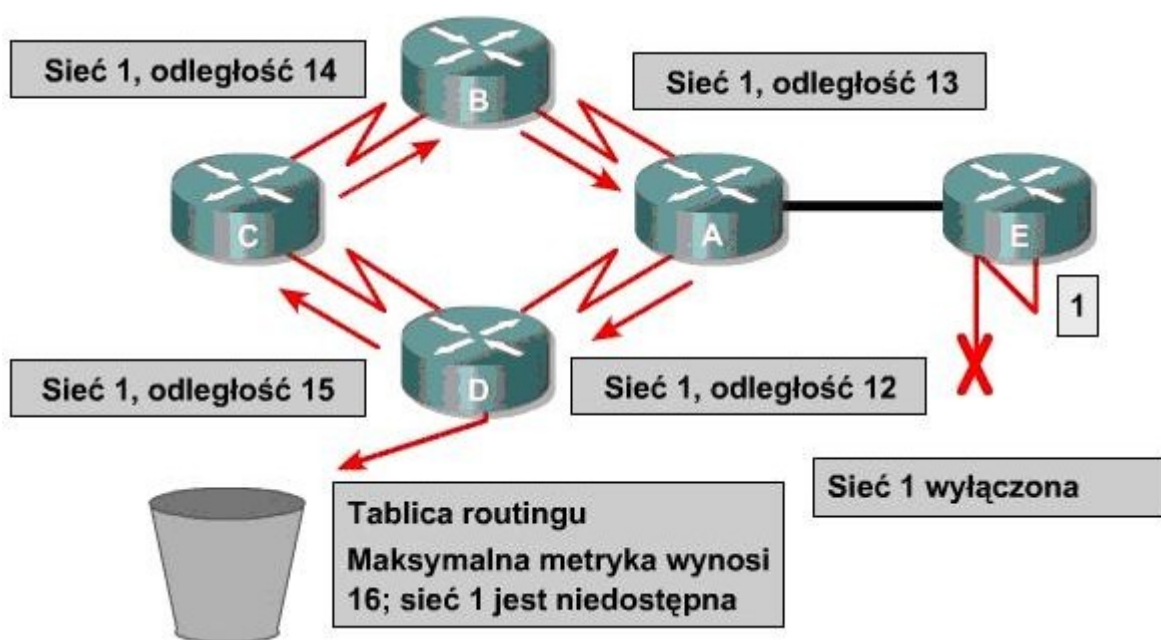 Sieć 1, odległość 14
B
Sieć 1, odległość 13
C
A
E
1
Sieć 1, odległość 15
D
Sieć 1, odległość 12
Tablica routingu
Maksymalna metryka wynosi
16; sieć 1 jest niedostępna
Sieć 1 wyłączona